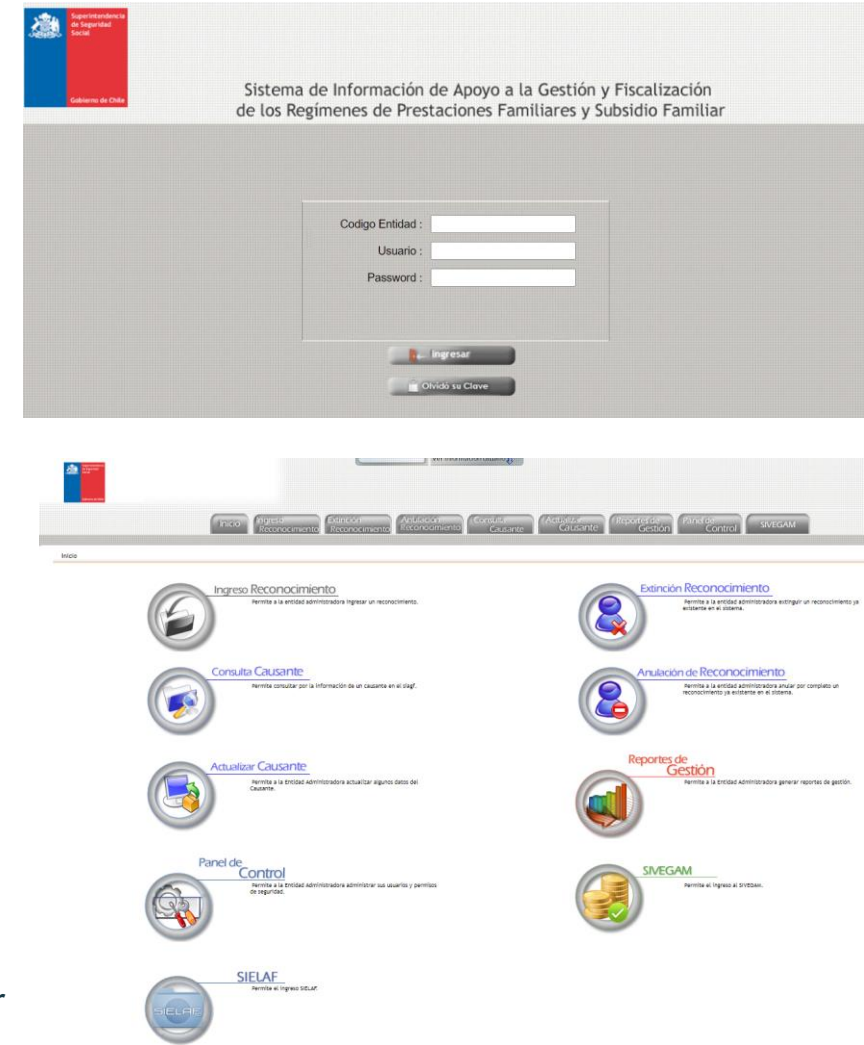 Superintendencia
de Seguridad
Social
Gobierno de Chile
Sistema de Información de Apoyo a la Gestión y Fiscalización
de los Regímenes de Prestaciones Familiares y Subsidio Familiar
Codigo Entidad :
Usuario :
Password :
Ingresar
Olvidó su Clave
Inicio
Ingreso Reconocimiento
Extinción Reconocimiento
Anulación Reconocimiento
Consulta Causante
Actualizar Causante
Reportes de Gestión
Panel de Control
SIVEGAM
Inicio
Ingreso Reconocimiento
Permite a la entidad administradora ingresar un reconocimiento.
Extinción Reconocimiento
Permite a la entidad administradora extinguir un reconocimiento ya
existente en el sistema.
Consulta Causante
Permite consultar por la información de un causante en el siagf.
Anulación de Reconocimiento
Permite a la entidad administradora anular por completo un
reconocimiento ya existente en el sistema.
Actualizar Causante
Permite a la Entidad Administradora actualizar algunos datos del
Causante.
Reportes de
Gestión
Permite a la Entidad Administradora generar reportes de gestión.
Panel de
Control
Permite a la Entidad Administradora administrar sus usuarios y permisos
de seguridad.
SIVEGAM
Permite el ingreso al SIVEGAM.
SIELAF
Permite el ingreso SIELAF.
SIELAF
r